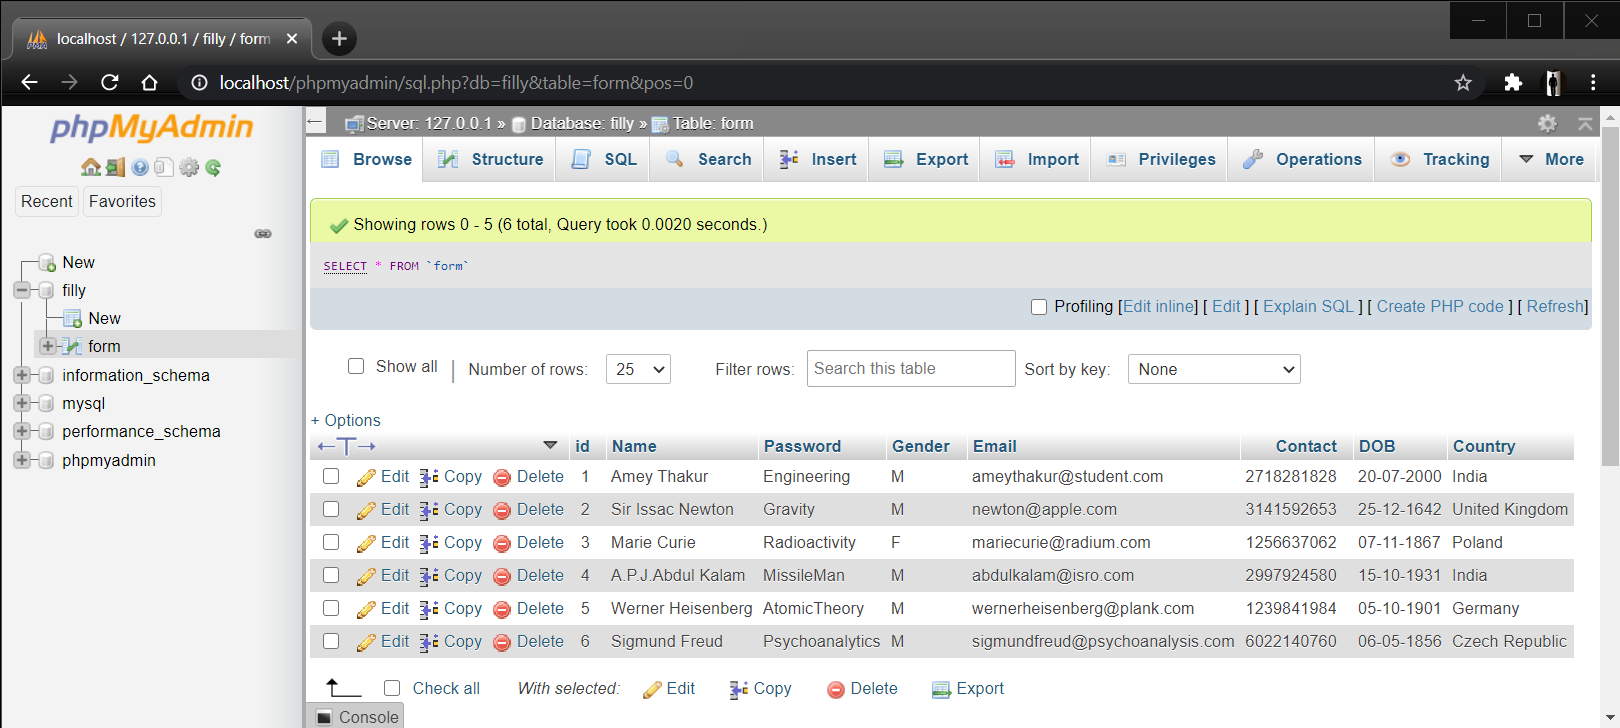 localhost / 127.0.0.1 / filly / form
localhost/phpmyadmin/sql.php?db=filly&table=form&pos=0
phpMyAdmin
Recent Favorites
New
filly
New
form
information_schema
mysql
performance_schema
phpmyadmin
Server: 127.0.0.1 » Database: filly » Table: form
Browse Structure SQL Search Insert Export Import Privileges Operations Tracking More
Showing rows 0 - 5 (6 total, Query took 0.0020 seconds.)
SELECT * FROM `form`
Profiling [Edit inline] [ Edit ] [ Explain SQL ] [ Create PHP code ] [ Refresh]
Show all | Number of rows: 25 Filter rows: Search this table Sort by key: None
+ Options
←T→ id Name Password Gender Email Contact DOB Country
Edit Copy Delete 1 Amey Thakur Engineering M ameythakur@student.com 2718281828 20-07-2000 India
Edit Copy Delete 2 Sir Issac Newton Gravity M newton@apple.com 3141592653 25-12-1642 United Kingdom
Edit Copy Delete 3 Marie Curie Radioactivity F mariecurie@radium.com 1256637062 07-11-1867 Poland
Edit Copy Delete 4 A.P.J.Abdul Kalam MissileMan M abdulkalam@isro.com 2997924580 15-10-1931 India
Edit Copy Delete 5 Werner Heisenberg AtomicTheory M wernerheisenberg@plank.com 1239841984 05-10-1901 Germany
Edit Copy Delete 6 Sigmund Freud Psychoanalytics M sigmundfreud@psychoanalysis.com 6022140760 06-05-1856 Czech Republic
Check all With selected: Edit Copy Delete Export
Console